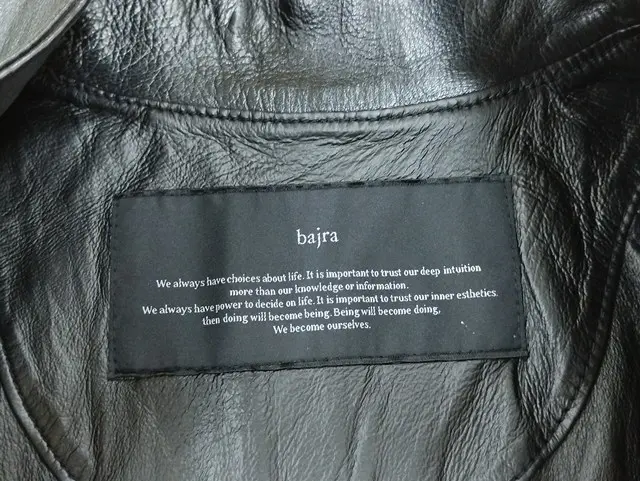 bajra
We always have choices about life. It is important to trust our deep intuition
more than our knowledge or information.
We always have power to decide on life. It is important to trust our inner esthetics.
then doing will become being. Being will become doing,
We become ourselves.